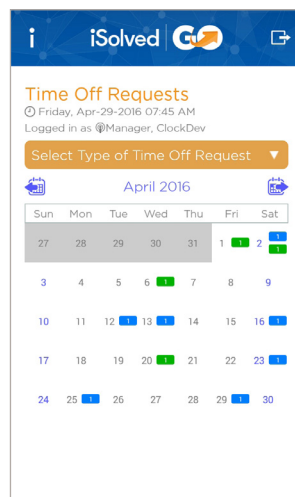 i iSolved GO
Time Off Requests
Friday, Apr-29-2016 07:45 AM
Logged in as @Manager, ClockDev
Select Type of Time Off Request
April 2016
Sun Mon Tue Wed Thu Fri Sat
27 28 29 30 31 1 1 2 1 1
3 4 5 6 1 7 8 9
10 11 12 1 13 1 14 15 16 1
17 18 19 20 1 21 22 23 1
24 25 1 26 27 28 29 1 30